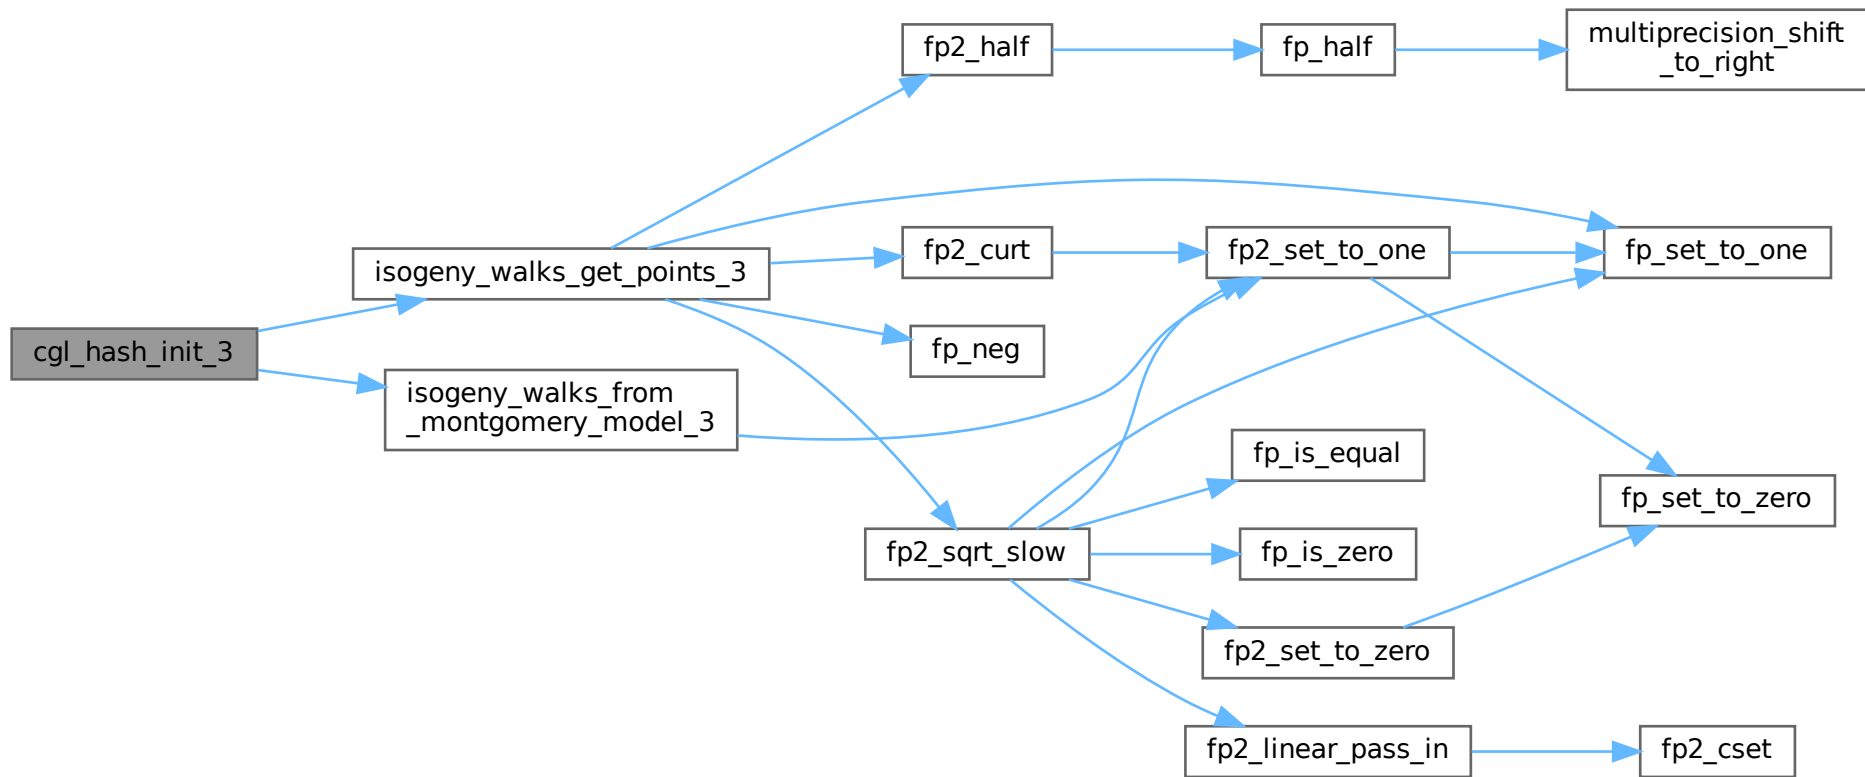 fp2_half
fp_half
multiprecision_shift
_to_right
isogeny_walks_get_points_3
fp2_curt
fp2_set_to_one
fp_set_to_one
cgl_hash_init_3
fp_neg
isogeny_walks_from
_montgomery_model_3
fp_is_equal
fp_set_to_zero
fp2_sqrt_slow
fp_is_zero
fp2_set_to_zero
fp2_linear_pass_in
fp2_cset